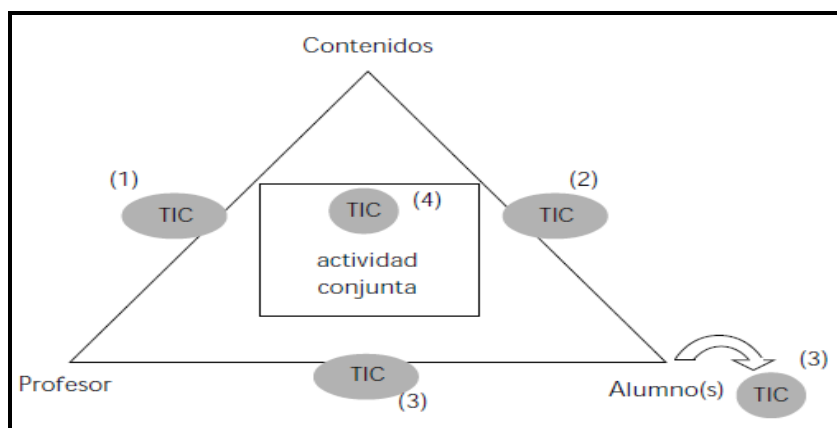 Contenidos
(1)
(2)
TIC
TIC
(4)
TIC
actividad
conjunta
Profesor
TIC
(3)
Alumno(s)
(3)
TIC